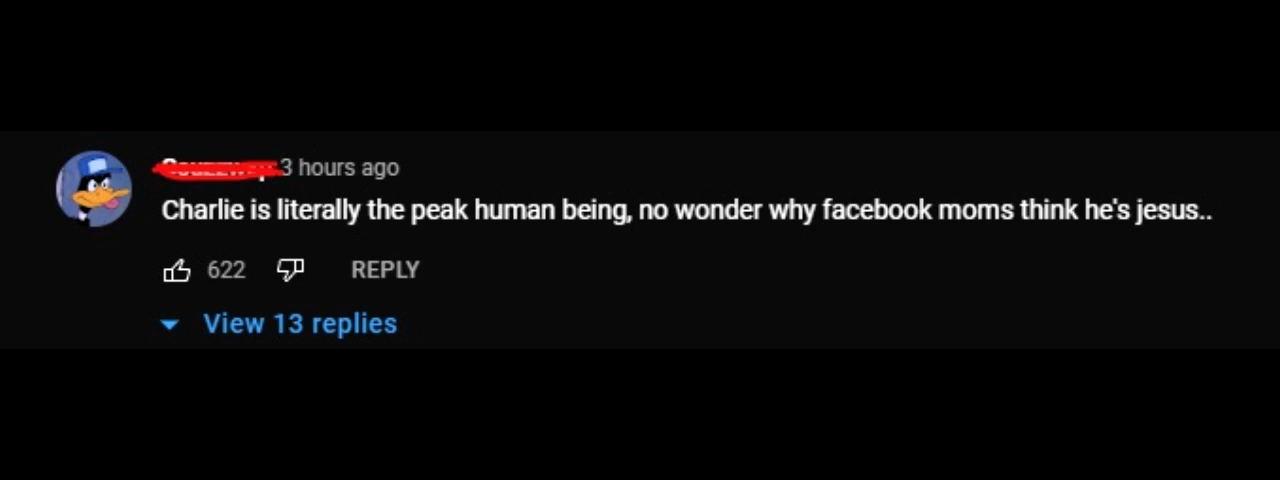 3 hours ago
Charlie is literally the peak human being, no wonder why facebook moms think he's jesus..
622 REPLY
View 13 replies